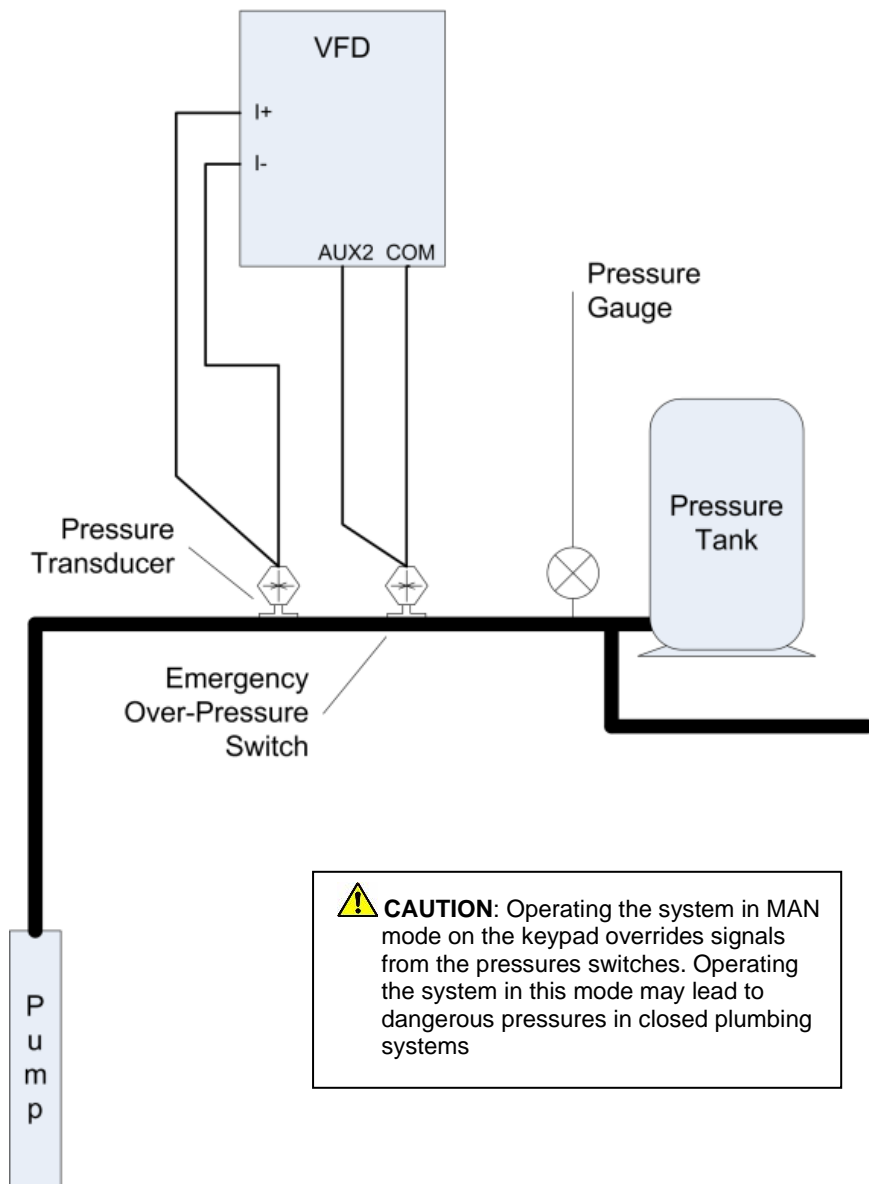 VFD
I+
I-
AUX2 COM
Pressure
Gauge
Pressure
Tank
Pressure
Transducer
Emergency
Over-Pressure
Switch
CAUTION: Operating the system in MAN
mode on the keypad overrides signals
from the pressures switches. Operating
the system in this mode may lead to
dangerous pressures in closed plumbing
systems
P
u
m
p